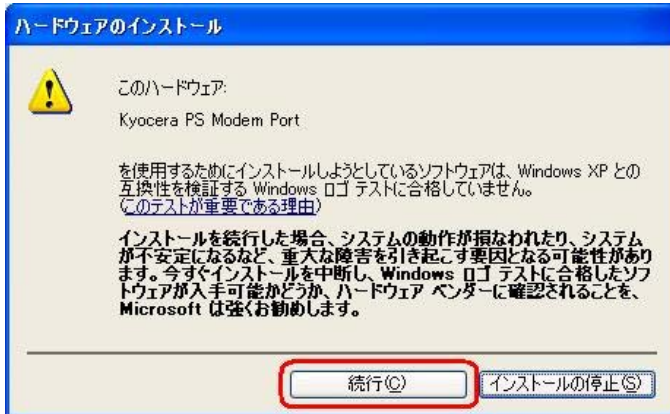 ハードウェアのインストール
このハードウェア:
Kyocera PS Modem Port
を使用するためにインストールしようとしているソフトウェアは、Windows XP との
互換性を検証する Windows ロゴ テストに合格していません。
(このテストが重要である理由)
インストールを続行した場合、システムの動作が損なわれたり、システム
が不安定になるなど、重大な障害を引き起こす要因となる可能性があり
ます。今すぐインストールを中断し、Windows ロゴ テストに合格したソフ
トウェアが入手可能かどうか、ハードウェア ベンダーに確認されることを、
Microsoft は強くお勧めします。
続行(C) インストールの停止(S)